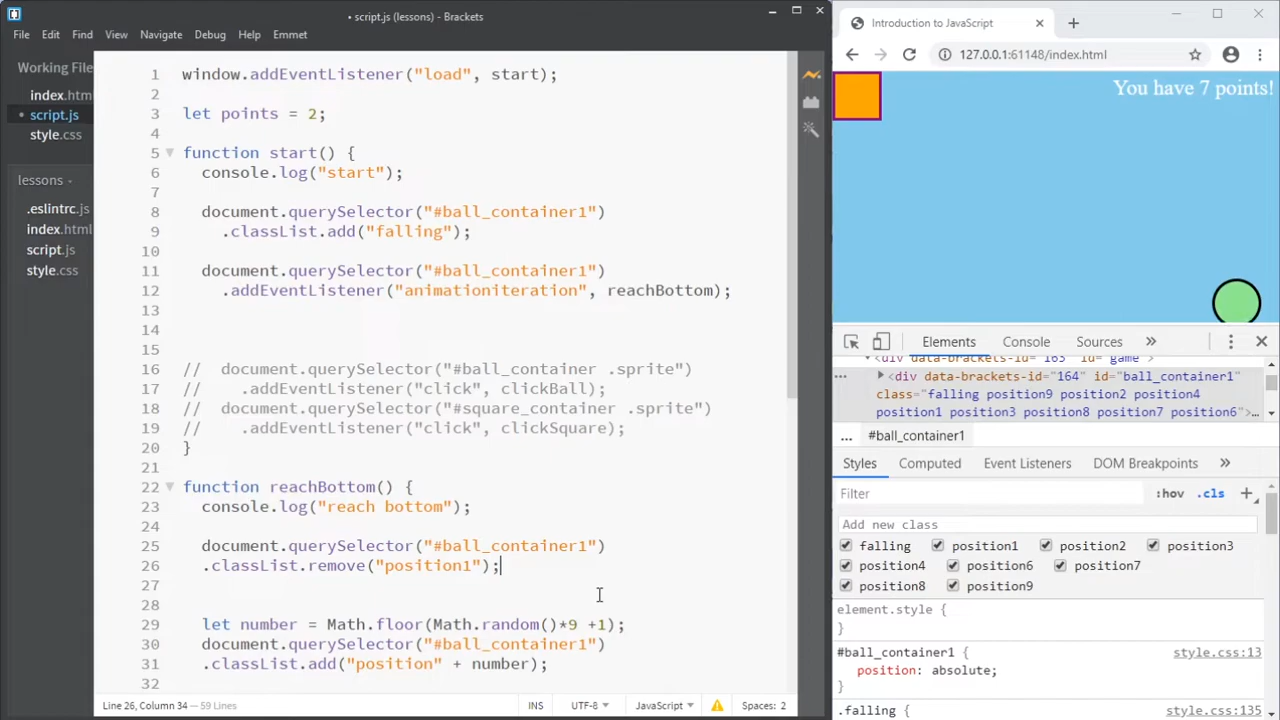 • script.js (lessons) - Brackets
File Edit Find View Navigate Debug Help Emmet
Working File
index.htm
• script.js
style.css
lessons
.eslintrc.js
index.html
script.js
style.css
1 window.addEventListener("load", start);
2
3 let points = 2;
4
5 function start() {
6 console.log("start");
7
8 document.querySelector("#ball_container1")
9 .classList.add("falling");
10
11 document.querySelector("#ball_container1")
12 .addEventListener("animationiteration", reachBottom);
13
14
15
16 // document.querySelector("#ball_container .sprite")
17 // .addEventListener("click", clickBall);
18 // document.querySelector("#square_container .sprite")
19 // .addEventListener("click", clickSquare);
20 }
21
22 function reachBottom() {
23 console.log("reach bottom");
24
25 document.querySelector("#ball_container1")
26 .classList.remove("position1");
27
28
29 let number = Math.floor(Math.random()*9 +1);
30 document.querySelector("#ball_container1")
31 .classList.add("position" + number);
32
Line 26, Column 34 — 59 Lines
INS UTF-8 JavaScript Spaces: 2
Introduction to JavaScript
127.0.0.1:61148/index.html
You have 7 points!
Elements Console Sources »
<div data-brackets-id="163" id="game">
... <div data-brackets-id="164" id="ball_container1"
class="falling position9 position2 position4
position1 position3 position8 position7 position6">…
... #ball_container1
Styles Computed Event Listeners DOM Breakpoints »
Filter :hov .cls +
Add new class
falling position1 position2 position3
position4 position6 position7
position8 position9
element.style {
}
#ball_container1 { style.css:13
position: absolute;
}
.falling { style.css:135